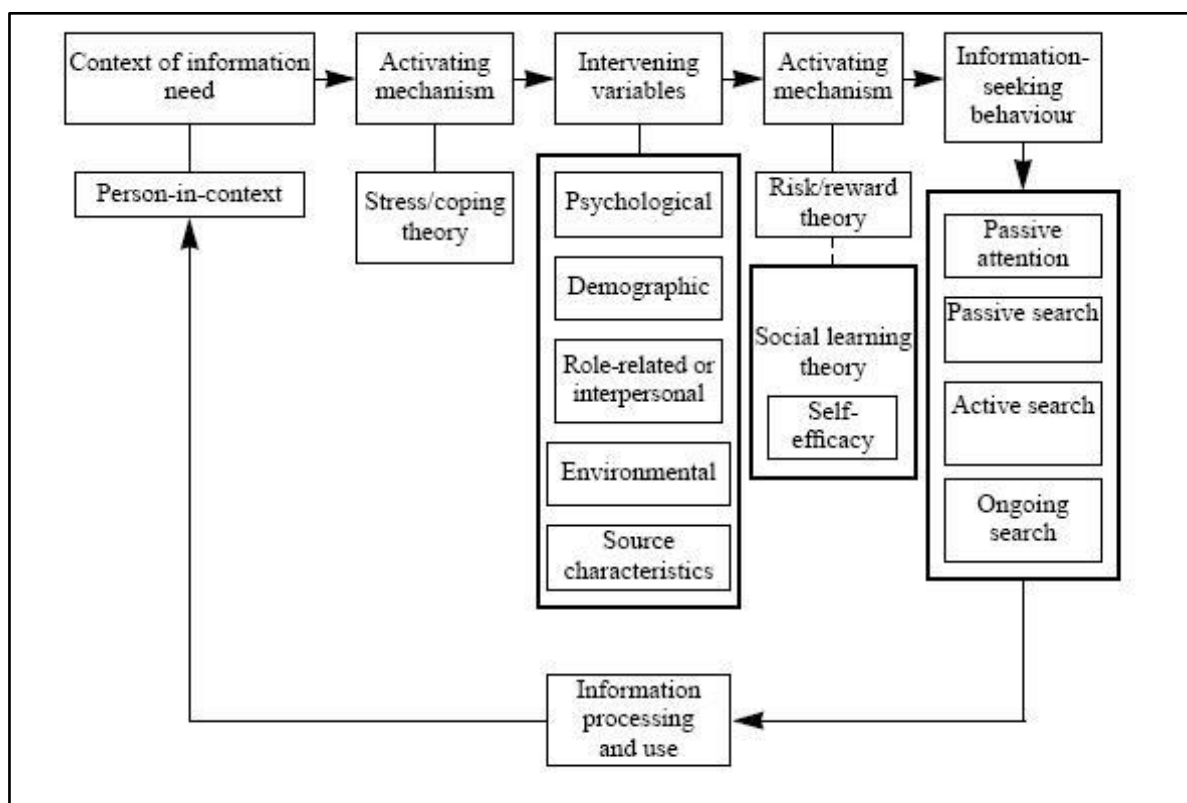 Context of information
need
Activating
mechanism
Intervening
variables
Activating
mechanism
Information-
seeking
behaviour
Person-in-context
Stress/coping
theory
Psychological
Demographic
Role-related or
interpersonal
Environmental
Source
characteristics
Risk/reward
theory
Social learning
theory
Self-
efficacy
Passive
attention
Passive search
Active search
Ongoing
search
Information
processing
and use